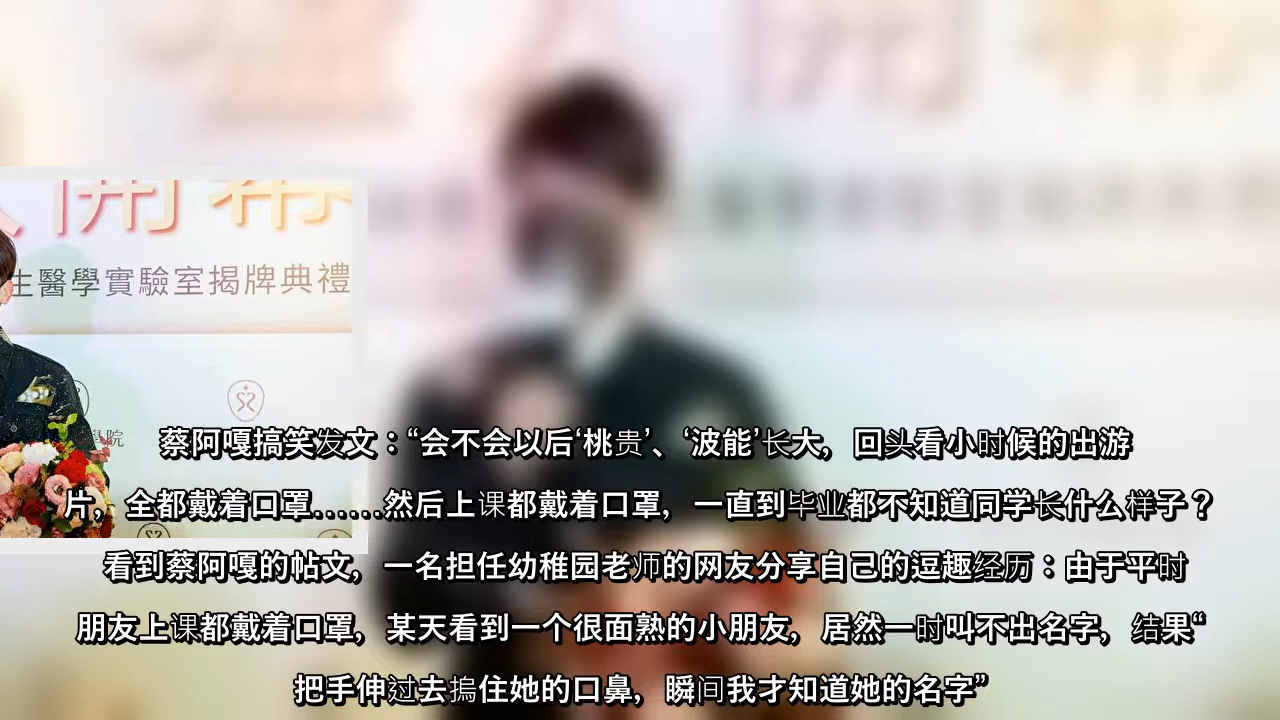 開幕
生醫學實驗室揭牌典禮
學院
蔡阿嘎搞笑发文：“会不会以后‘桃贵’、‘波能’长大，回头看小时候的出游
片，全都戴着口罩……然后上课都戴着口罩，一直到毕业都不知道同学长什么样子？
看到蔡阿嘎的帖文，一名担任幼稚园老师的网友分享自己的逗趣经历：由于平时
朋友上课都戴着口罩，某天看到一个很面熟的小朋友，居然一时叫不出名字，结果“
把手伸过去摀住她的口鼻，瞬间我才知道她的名字”